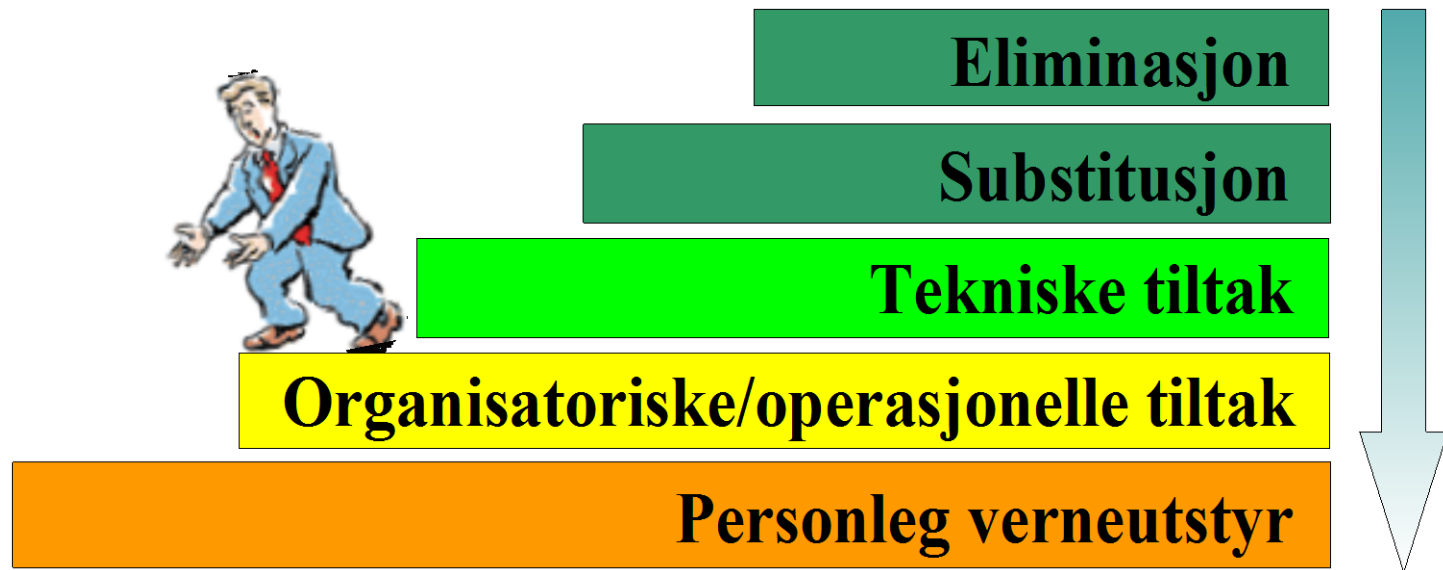 Eliminasjon
Substitusjon
Tekniske tiltak
Organisatoriske/operasjonelle tiltak
Personleg verneutstyr